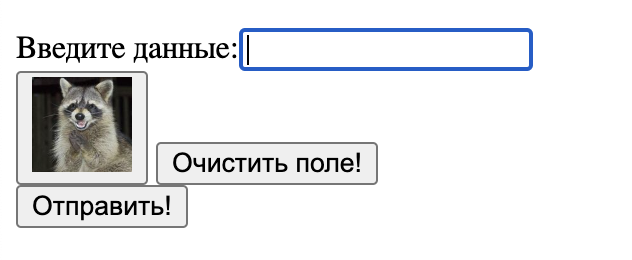 Введите данные:
Очистить поле!
Отправить!